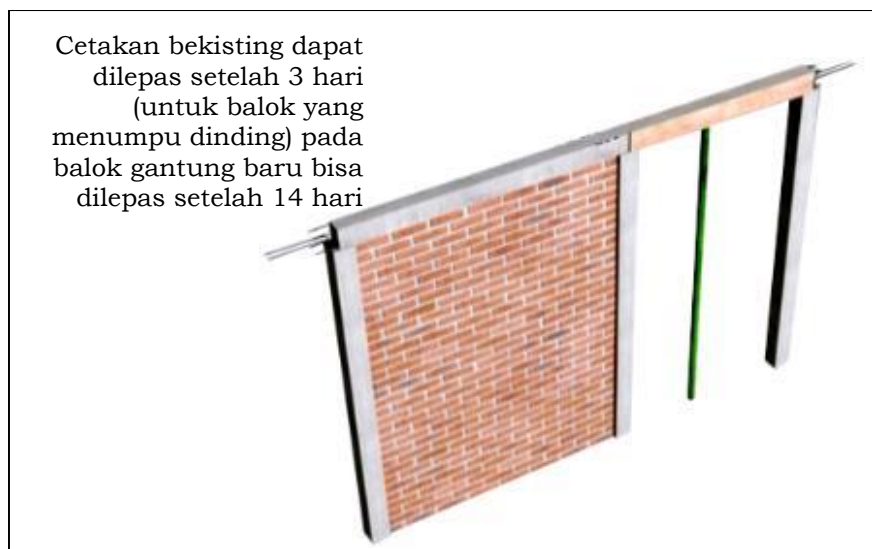 Cetakan bekisting dapat
dilepas setelah 3 hari
(untuk balok yang
menumpu dinding) pada
balok gantung baru bisa
dilepas setelah 14 hari